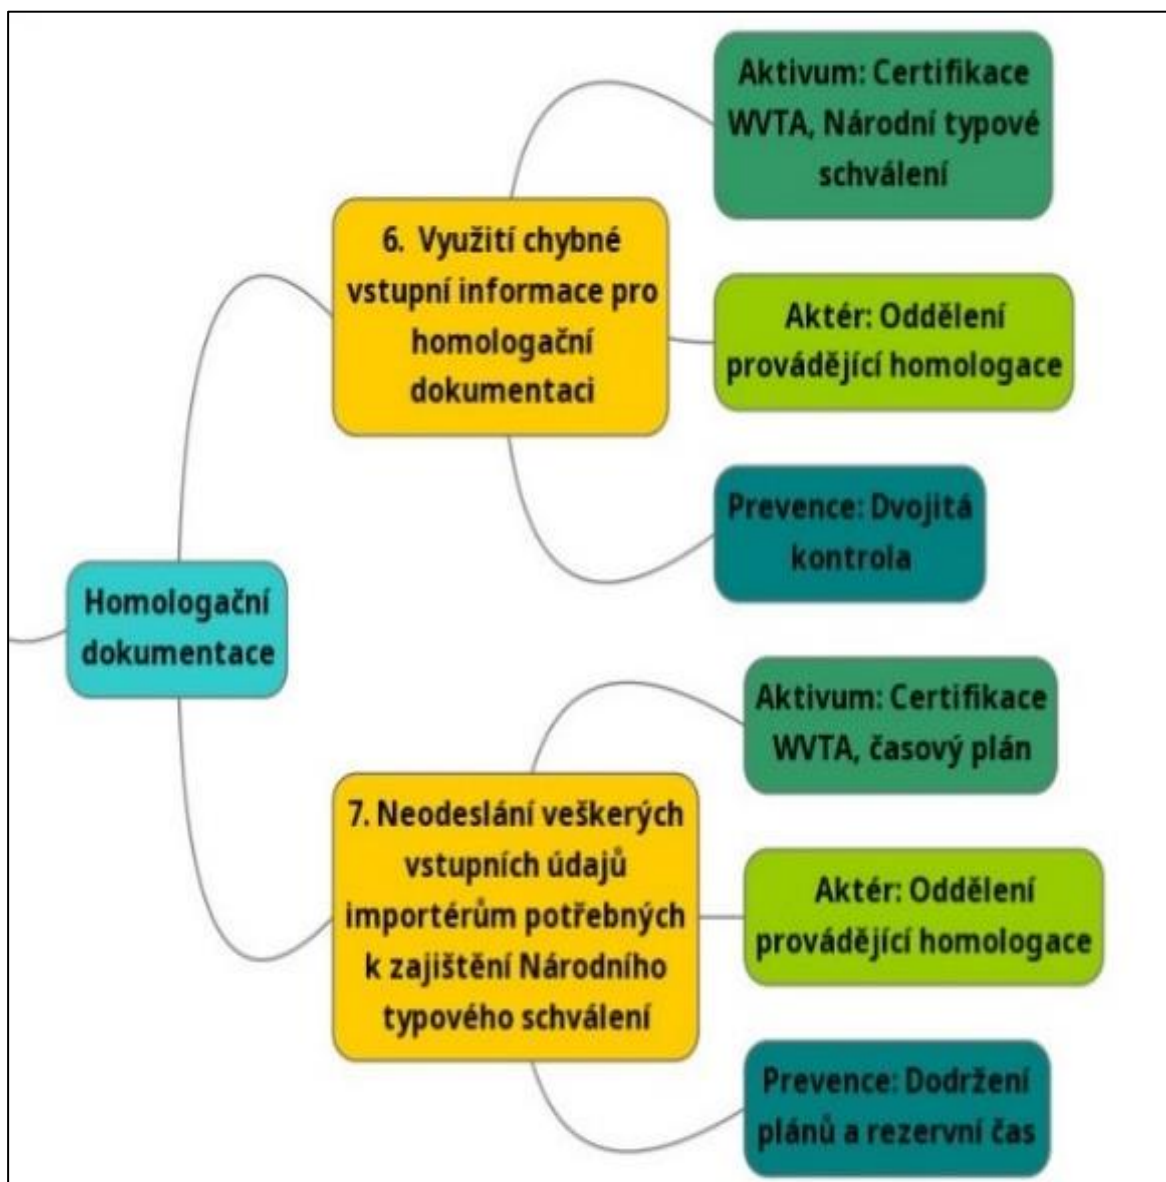 Homologační
dokumentace
6. Využití chybné
vstupní informace pro
homologační
dokumentaci
Aktivum: Certifikace
WVTA, Národní typové
schválení
Aktér: Oddělení
provádějící homologace
Prevence: Dvojitá
kontrola
7. Neodeslání veškerých
vstupních údajů
importérům potřebných
k zajištění Národního
typového schválení
Aktivum: Certifikace
WVTA, časový plán
Aktér: Oddělení
provádějící homologace
Prevence: Dodržení
plánů a rezervní čas